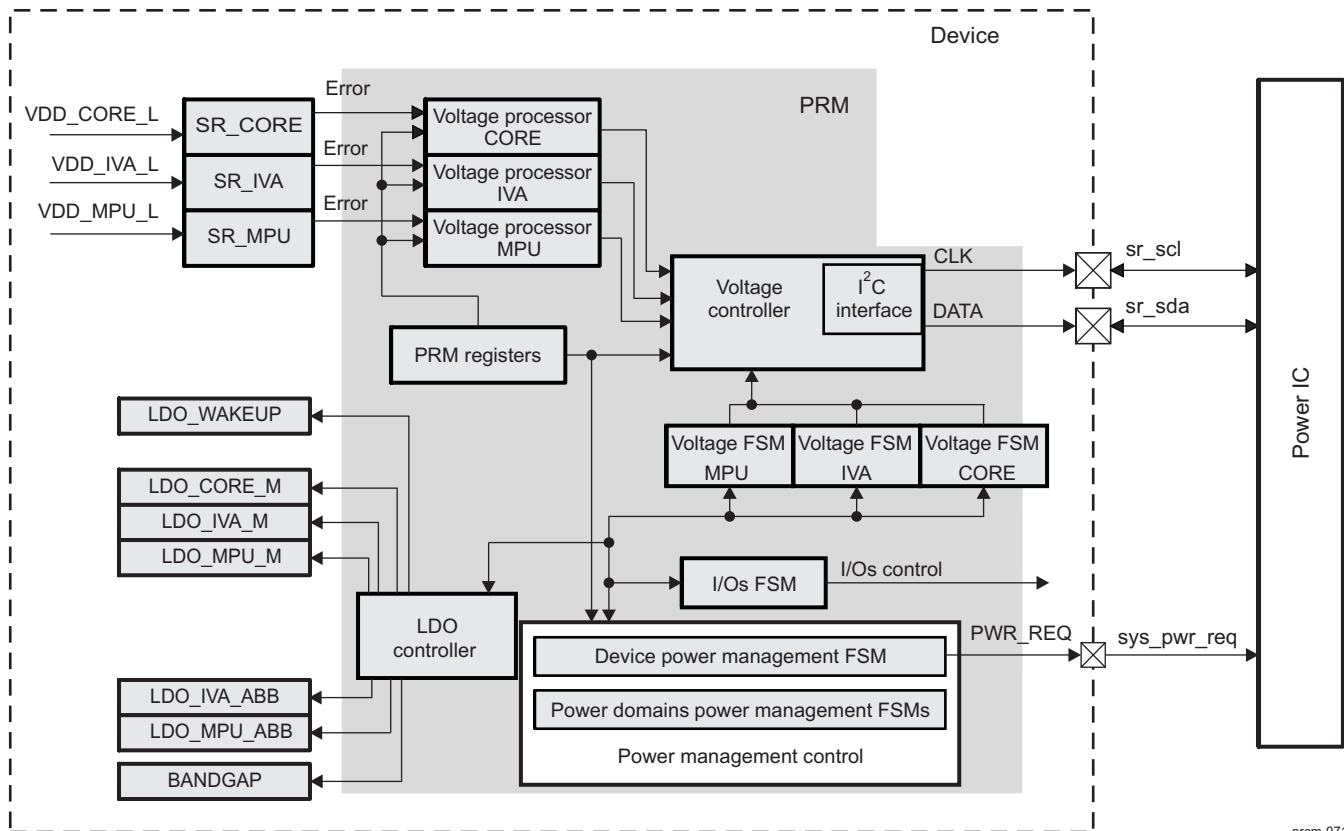 Device
PRM
VDD_CORE_L
VDD_IVA_L
VDD_MPU_L
SR_CORE
SR_IVA
SR_MPU
Error
Error
Error
Voltage processor
CORE
Voltage processor
IVA
Voltage processor
MPU
Voltage
controller
I2C
interface
CLK
DATA
sr_scl
sr_sda
Power IC
PRM registers
LDO_WAKEUP
LDO_CORE_M
LDO_IVA_M
LDO_MPU_M
Voltage FSM
MPU
Voltage FSM
IVA
Voltage FSM
CORE
I/Os FSM
I/Os control
LDO
controller
Device power management FSM
Power domains power management FSMs
Power management control
PWR_REQ
sys_pwr_req
LDO_IVA_ABB
LDO_MPU_ABB
BANDGAP